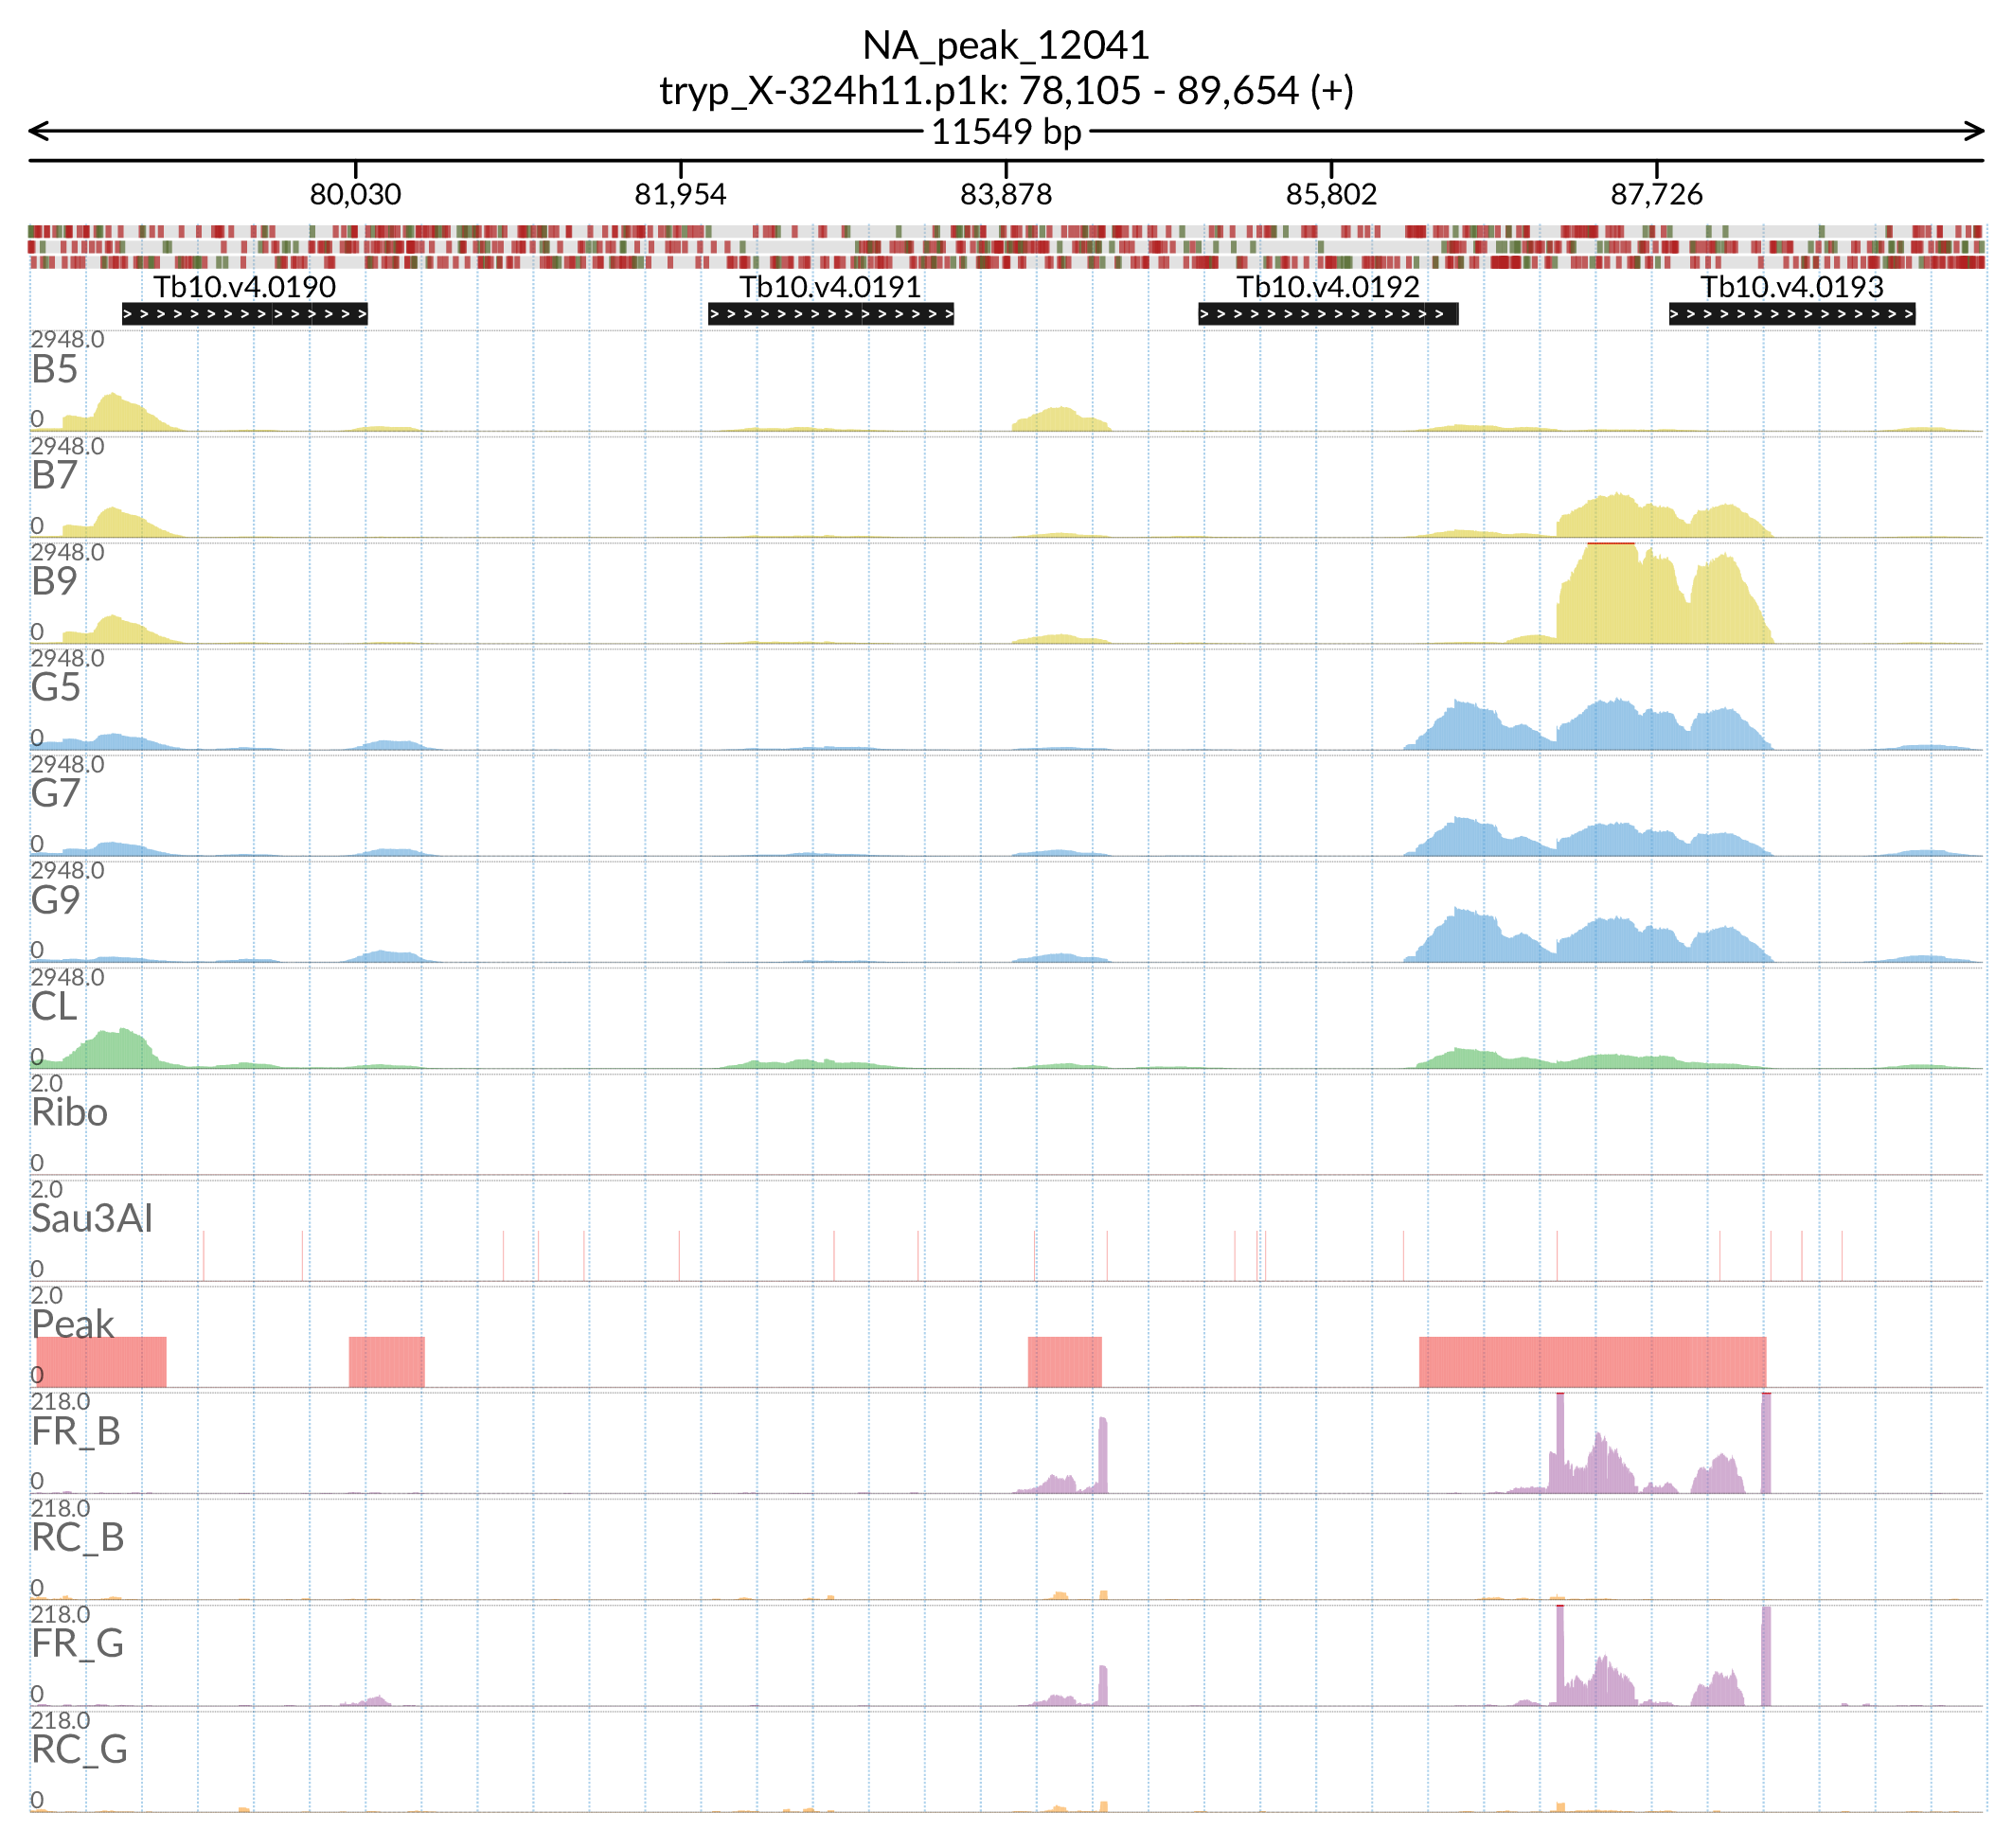 NA_peak_12041
tryp_X-324h11.p1k: 78,105 - 89,654 (+)
11549 bp
80,030 81,954 83,878 85,802 87,726
Tb10.v4.0190 Tb10.v4.0191 Tb10.v4.0192 Tb10.v4.0193
2948.0
B5
0
2948.0
B7
0
2948.0
B9
0
2948.0
G5
0
2948.0
G7
0
2948.0
G9
0
2948.0
CL
0
2.0
Ribo
0
2.0
Sau3AI
0
2.0
Peak
0
218.0
FR_B
0
218.0
RC_B
0
218.0
FR_G
0
218.0
RC_G
0